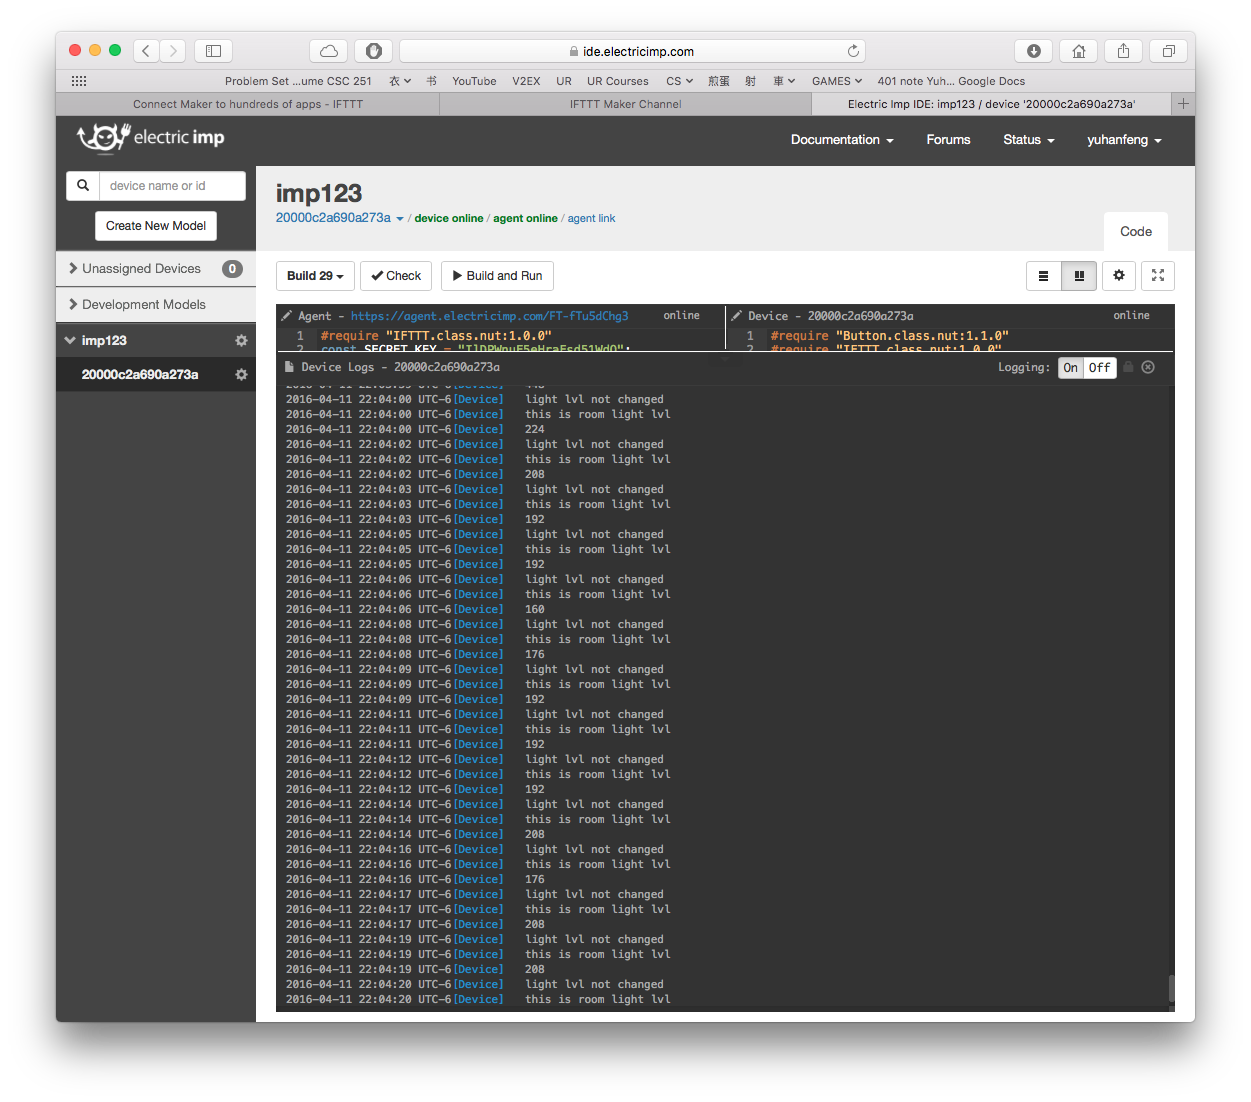 ide.electricimp.com
Problem Set ...ume CSC 251 衣 书 YouTube V2EX UR UR Courses CS 煎蛋 射 車 GAMES 401 note Yuh... Google Docs
Connect Maker to hundreds of apps - IFTTT IFTTT Maker Channel Electric Imp IDE: imp123 / device '20000c2a690a273a'
electric imp Documentation Forums Status yuhanfeng
device name or id
Create New Model
Unassigned Devices 0
Development Models
imp123
20000c2a690a273a
imp123
20000c2a690a273a / device online / agent online / agent link
Code
Build 29 Check Build and Run
Agent - https://agent.electricimp.com/FT-fTu5dChg3 online
1 #require "IFTTT.class.nut:1.0.0"
2 const SECRET_KEY =
Device - 20000c2a690a273a online
1 #require "Button.class.nut:1.1.0"
2 #require "IFTTT.class.nut:1.0.0"
Device Logs - 20000c2a690a273a Logging: On Off
2016-04-11 22:03:59 UTC-6[Device] 448
2016-04-11 22:04:00 UTC-6[Device] light lvl not changed
2016-04-11 22:04:00 UTC-6[Device] this is room light lvl
2016-04-11 22:04:00 UTC-6[Device] 224
2016-04-11 22:04:02 UTC-6[Device] light lvl not changed
2016-04-11 22:04:02 UTC-6[Device] this is room light lvl
2016-04-11 22:04:02 UTC-6[Device] 208
2016-04-11 22:04:03 UTC-6[Device] light lvl not changed
2016-04-11 22:04:03 UTC-6[Device] this is room light lvl
2016-04-11 22:04:03 UTC-6[Device] 192
2016-04-11 22:04:05 UTC-6[Device] light lvl not changed
2016-04-11 22:04:05 UTC-6[Device] this is room light lvl
2016-04-11 22:04:05 UTC-6[Device] 192
2016-04-11 22:04:06 UTC-6[Device] light lvl not changed
2016-04-11 22:04:06 UTC-6[Device] this is room light lvl
2016-04-11 22:04:06 UTC-6[Device] 160
2016-04-11 22:04:08 UTC-6[Device] light lvl not changed
2016-04-11 22:04:08 UTC-6[Device] this is room light lvl
2016-04-11 22:04:08 UTC-6[Device] 176
2016-04-11 22:04:09 UTC-6[Device] light lvl not changed
2016-04-11 22:04:09 UTC-6[Device] this is room light lvl
2016-04-11 22:04:09 UTC-6[Device] 192
2016-04-11 22:04:11 UTC-6[Device] light lvl not changed
2016-04-11 22:04:11 UTC-6[Device] this is room light lvl
2016-04-11 22:04:11 UTC-6[Device] 192
2016-04-11 22:04:12 UTC-6[Device] light lvl not changed
2016-04-11 22:04:12 UTC-6[Device] this is room light lvl
2016-04-11 22:04:12 UTC-6[Device] 192
2016-04-11 22:04:14 UTC-6[Device] light lvl not changed
2016-04-11 22:04:14 UTC-6[Device] this is room light lvl
2016-04-11 22:04:14 UTC-6[Device] 208
2016-04-11 22:04:16 UTC-6[Device] light lvl not changed
2016-04-11 22:04:16 UTC-6[Device] this is room light lvl
2016-04-11 22:04:16 UTC-6[Device] 176
2016-04-11 22:04:17 UTC-6[Device] light lvl not changed
2016-04-11 22:04:17 UTC-6[Device] this is room light lvl
2016-04-11 22:04:17 UTC-6[Device] 208
2016-04-11 22:04:19 UTC-6[Device] light lvl not changed
2016-04-11 22:04:19 UTC-6[Device] this is room light lvl
2016-04-11 22:04:19 UTC-6[Device] 208
2016-04-11 22:04:20 UTC-6[Device] light lvl not changed
2016-04-11 22:04:20 UTC-6[Device] this is room light lvl